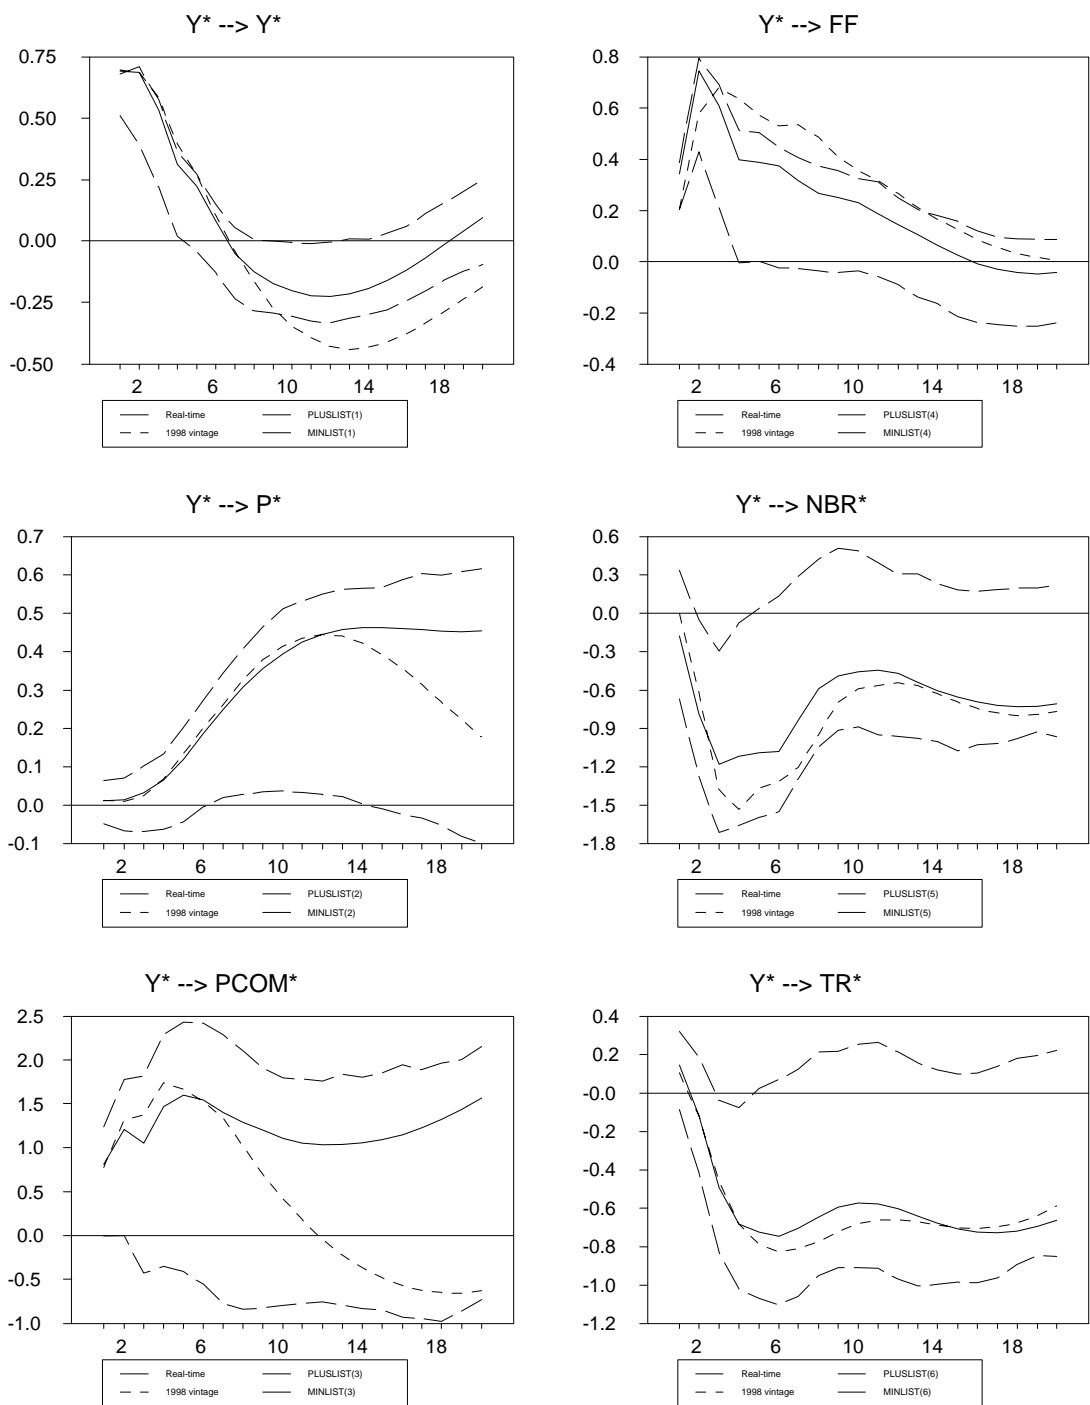 Y* --> Y*
0.75
0.50
0.25
0.00
-0.25
-0.50
2 6 10 14 18
Real-time PLUSLIST(1)
1998 vintage MINLIST(1)
Y* --> FF
0.8
0.6
0.4
0.2
0.0
-0.2
-0.4
2 6 10 14 18
Real-time PLUSLIST(4)
1998 vintage MINLIST(4)
Y* --> P*
0.7
0.6
0.5
0.4
0.3
0.2
0.1
0.0
-0.1
2 6 10 14 18
Real-time PLUSLIST(2)
1998 vintage MINLIST(2)
Y* --> NBR*
0.6
0.3
0.0
-0.3
-0.6
-0.9
-1.2
-1.5
-1.8
2 6 10 14 18
Real-time PLUSLIST(5)
1998 vintage MINLIST(5)
Y* --> PCOM*
2.5
2.0
1.5
1.0
0.5
0.0
-0.5
-1.0
2 6 10 14 18
Real-time PLUSLIST(3)
1998 vintage MINLIST(3)
Y* --> TR*
0.4
0.2
-0.0
-0.2
-0.4
-0.6
-0.8
-1.0
-1.2
2 6 10 14 18
Real-time PLUSLIST(6)
1998 vintage MINLIST(6)